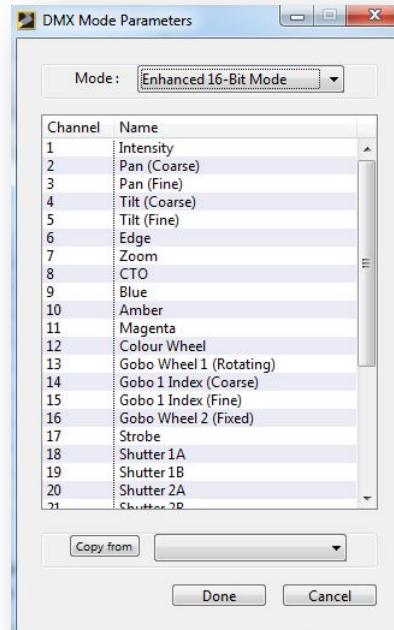 DMX Mode Parameters
Mode : Enhanced 16-Bit Mode
Channel Name
1 Intensity
2 Pan (Coarse)
3 Pan (Fine)
4 Tilt (Coarse)
5 Tilt (Fine)
6 Edge
7 Zoom
8 CTO
9 Blue
10 Amber
11 Magenta
12 Colour Wheel
13 Gobo Wheel 1 (Rotating)
14 Gobo 1 Index (Coarse)
15 Gobo 1 Index (Fine)
16 Gobo Wheel 2 (Fixed)
17 Strobe
18 Shutter 1A
19 Shutter 1B
20 Shutter 2A
21 Shutter 2B
Copy from
Done Cancel